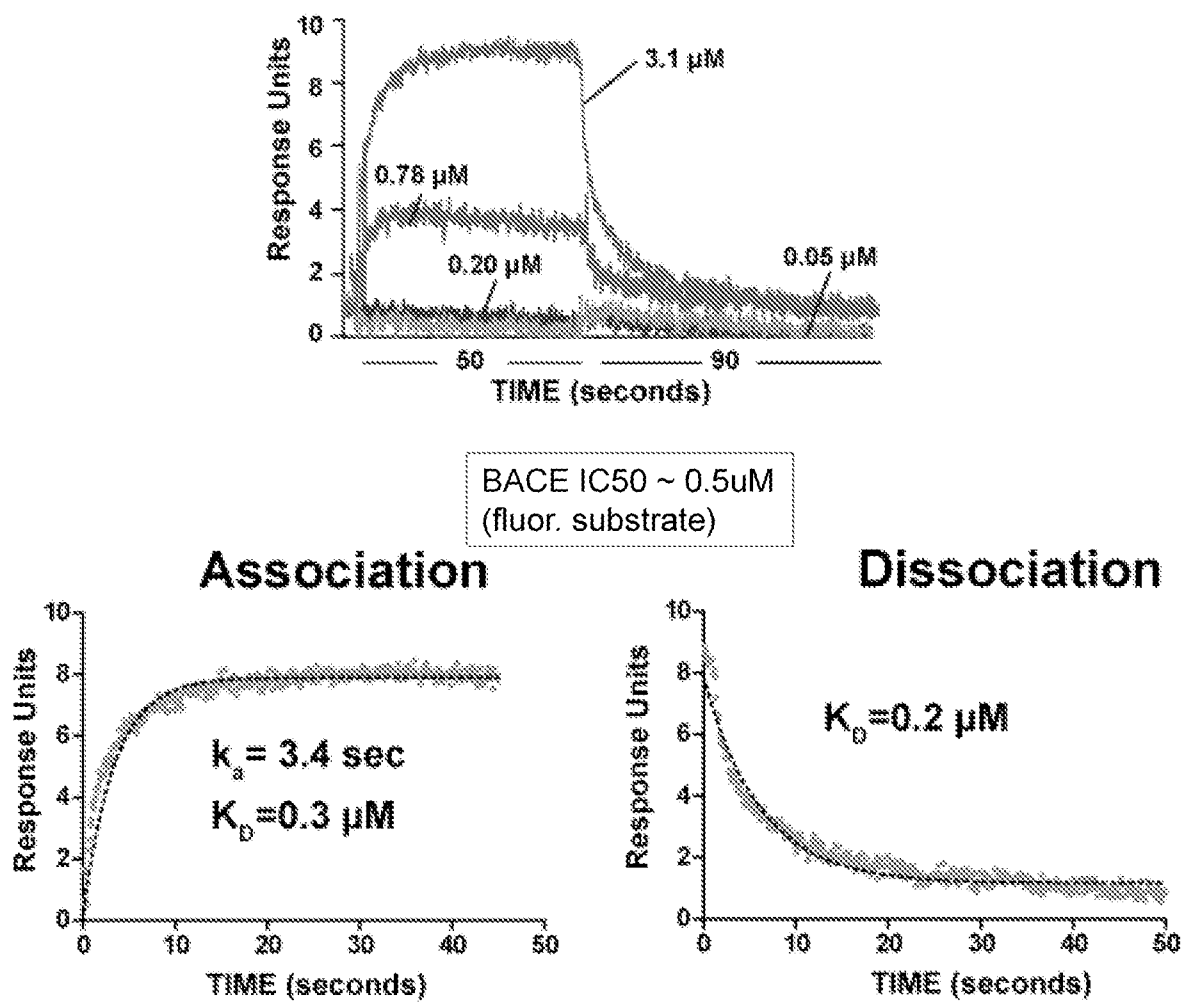 10
8
6
4
2
0
Response Units
3.1 µM
0.78 µM
0.20 µM
0.05 µM
50
90
TIME (seconds)
BACE IC50 ~ 0.5uM
(fluor. substrate)
Association
10
8
6
4
2
0
Response Units
ka= 3.4 sec
KD=0.3 µM
0 10 20 30 40 50
TIME (seconds)
Dissociation
10
8
6
4
2
0
Response Units
KD=0.2 µM
0 10 20 30 40 50
TIME (seconds)